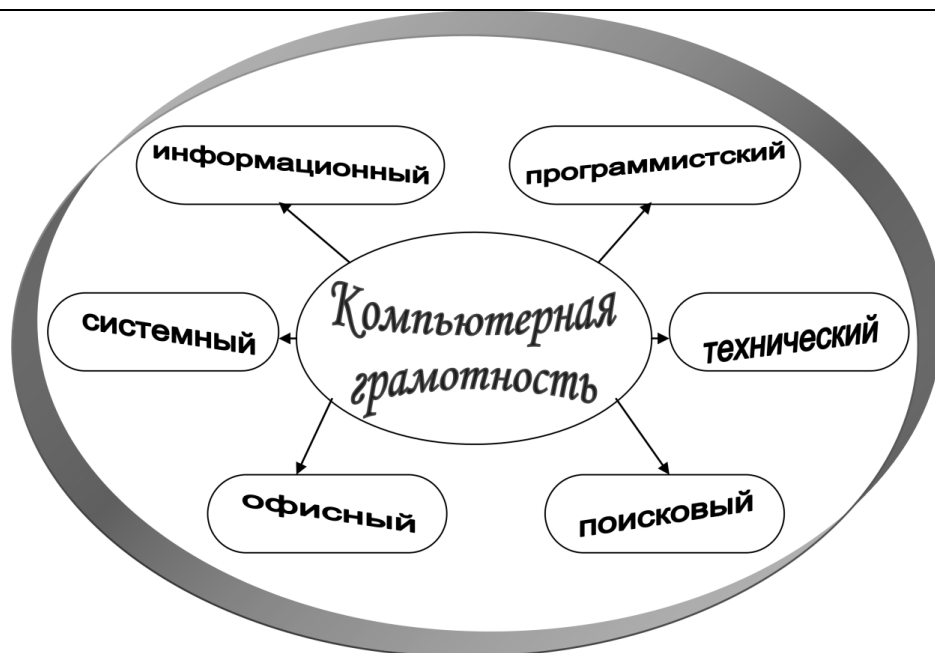 информационный
программистский
Компьютерная
грамотность
системный
технический
офисный
поисковый